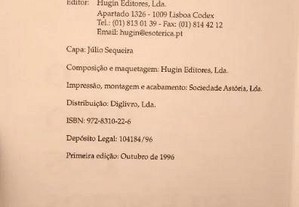 Editor: Hugin Editores, Lda.
Apartado 1326 - 1009 Lisboa Codex
Tel.: (01) 813 01 39 - Fax: (01) 814 42 12
Email: hugin@esoterica.pt
Capa: Júlio Sequeira
Composição e maquetagem: Hugin Editores, Lda.
Impressão, montagem e acabamento: Sociedade Astória, Lda.
Distribuição: Diglivro, Lda.
ISBN: 972-8310-22-6
Depósito Legal: 104184/96
Primeira edição: Outubro de 1996